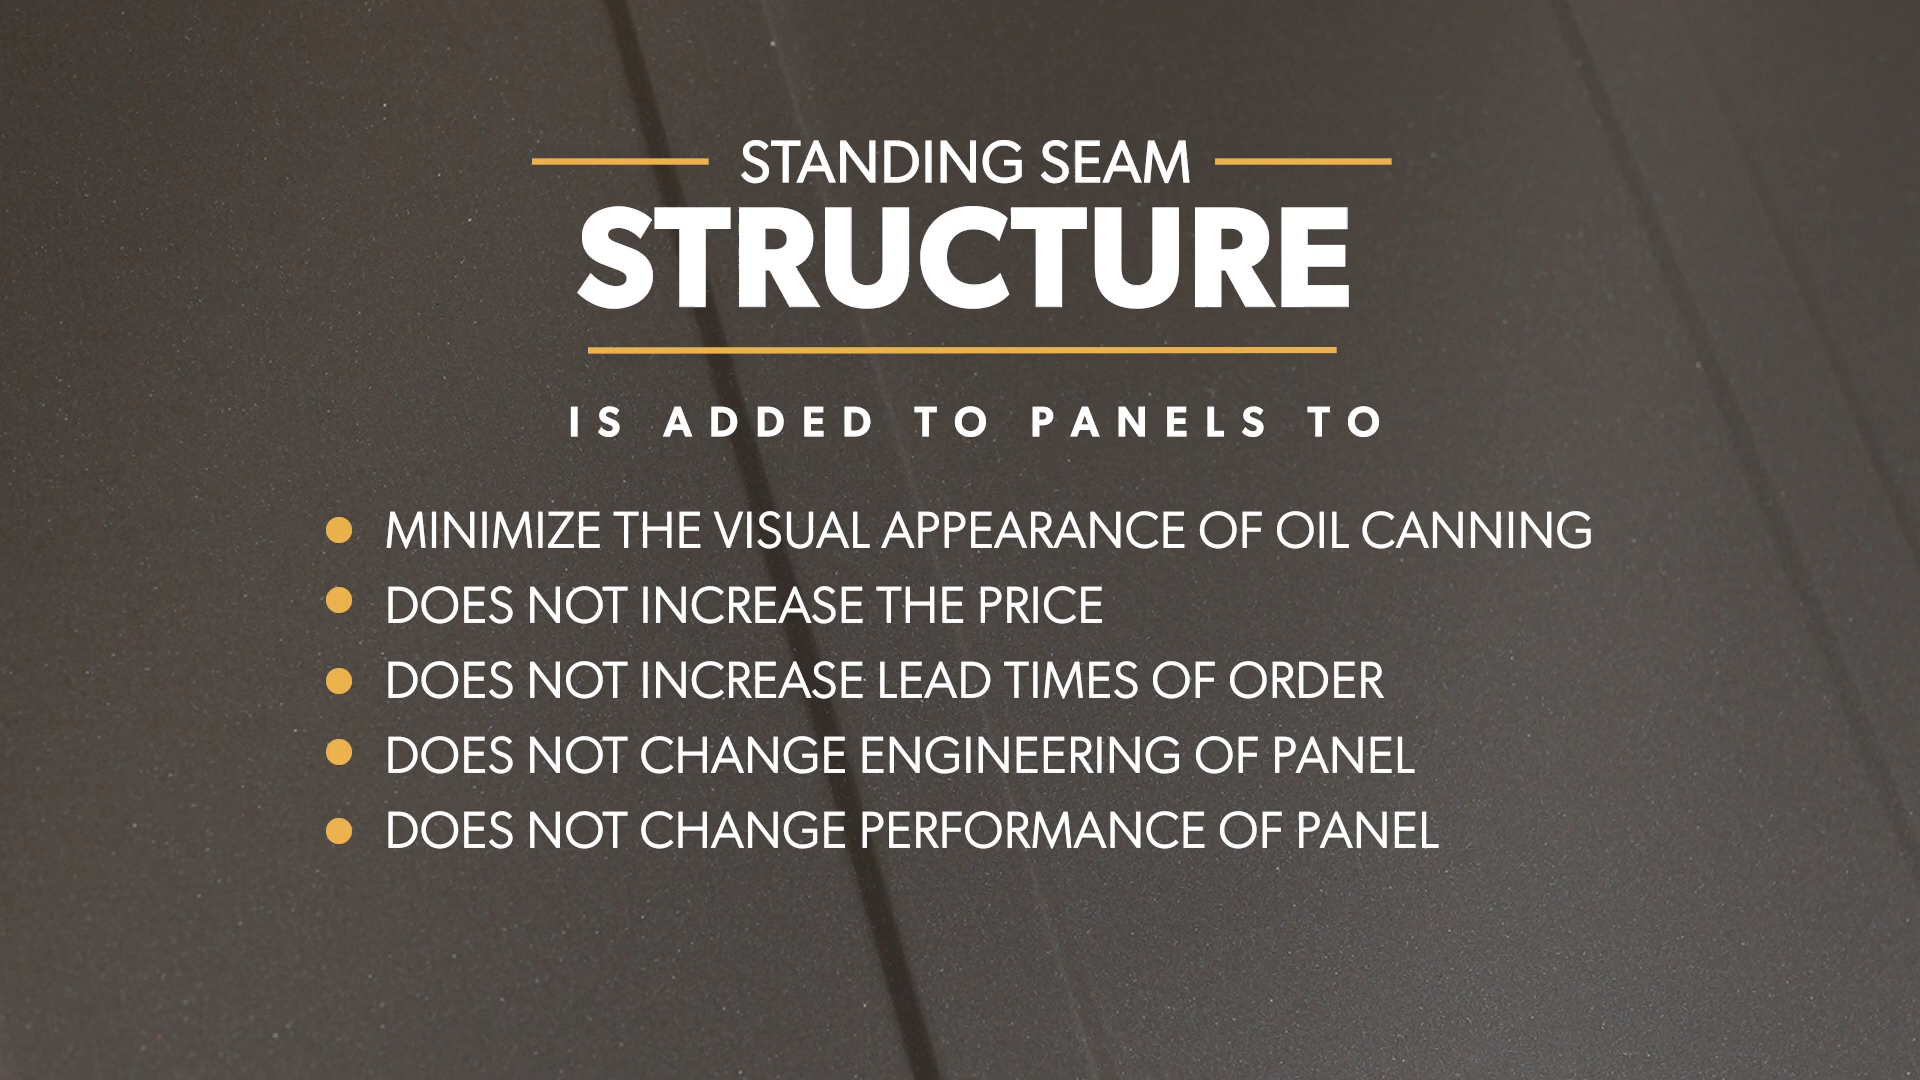 STANDING SEAM
STRUCTURE
IS ADDED TO PANELS TO
MINIMIZE THE VISUAL APPEARANCE OF OIL CANNING
DOES NOT INCREASE THE PRICE
DOES NOT INCREASE LEAD TIMES OF ORDER
DOES NOT CHANGE ENGINEERING OF PANEL
DOES NOT CHANGE PERFORMANCE OF PANEL